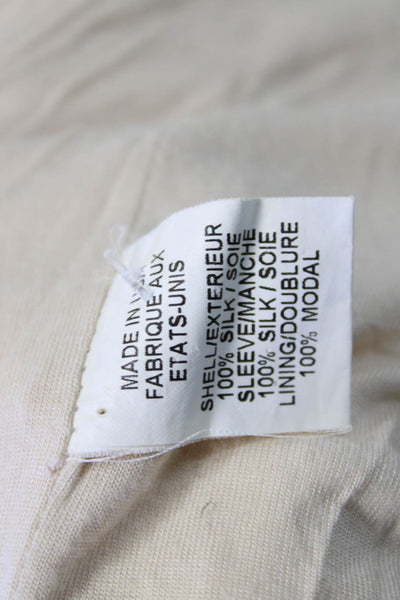 MADE IN USA
FABRIQUE AUX
ETATS-UNIS
SHELL/EXTERIEUR
100% SILK / SOIE
SLEEVE/MANCHE
100% SILK / SOIE
LINING/DOUBLURE
100% MODAL